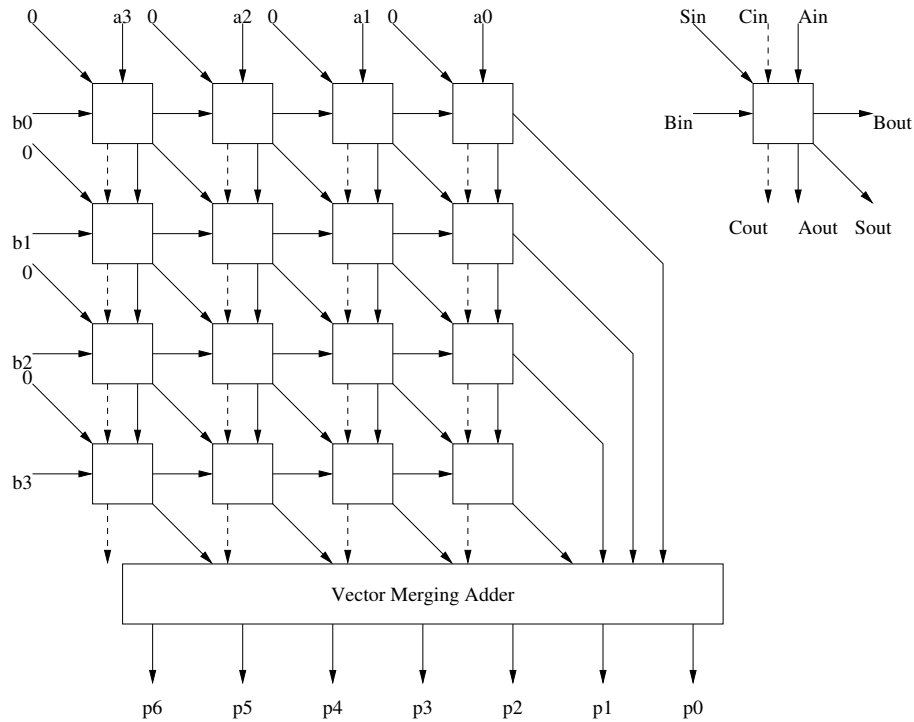 0 a3 0 a2 0 a1 0 a0 Sin Cin Ain
b0 Bin Bout
0
b1 Cout Aout Sout
0
b2
0
b3
Vector Merging Adder
p6 p5 p4 p3 p2 p1 p0